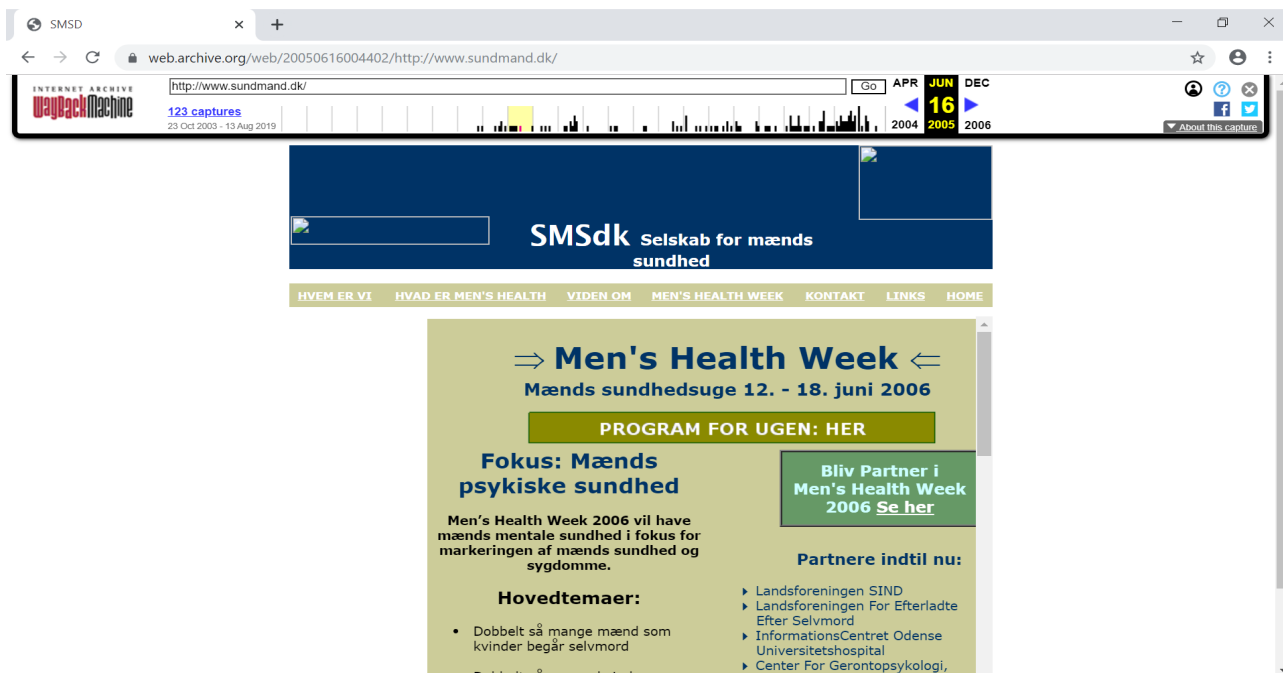 SMSD
web.archive.org/web/20050616004402/http://www.sundmand.dk/
INTERNET ARCHIVE
WayBackMachine
http://www.sundmand.dk/
Go
123 captures
23 Oct 2003 - 13 Aug 2019
APR JUN DEC
16
2004 2005 2006
About this capture
SMSdk Selskab for mænds
sundhed
HVEM ER VI HVAD ER MEN'S HEALTH VIDEN OM MEN'S HEALTH WEEK KONTAKT LINKS HOME
⇒ Men's Health Week ⇐
Mænds sundhedsuge 12. - 18. juni 2006
PROGRAM FOR UGEN: HER
Fokus: Mænds
psykiske sundhed
Men's Health Week 2006 vil have
mænds mentale sundhed i fokus for
markeringen af mænds sundhed og
sygdomme.
Hovedtemaer:
• Dobbelt så mange mænd som
kvinder begår selvmord
Bliv Partner i
Men's Health Week
2006 Se her
Partnere indtil nu:
Landsforeningen SIND
Landsforeningen For Efterladte
Efter Selvmord
InformationsCentret Odense
Universitetshospital
Center For Gerontopsykologi,